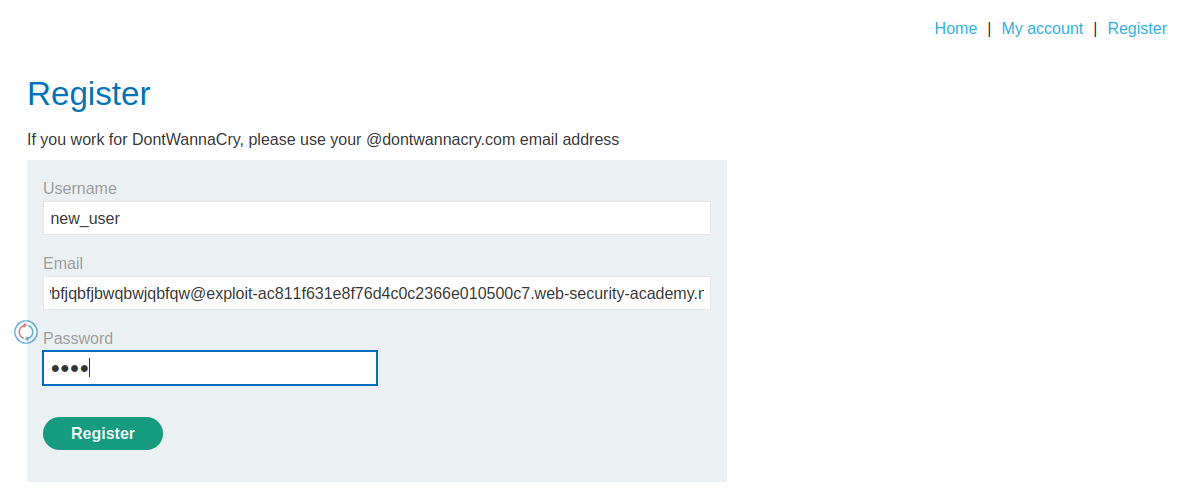 Home | My account | Register
Register
If you work for DontWannaCry, please use your @dontwannacry.com email address
Username
new_user
Email
bfjqbfjbwqbwjqbfqw@exploit-ac811f631e8f76d4c0c2366e010500c7.web-security-academy.n
Password
••••
Register